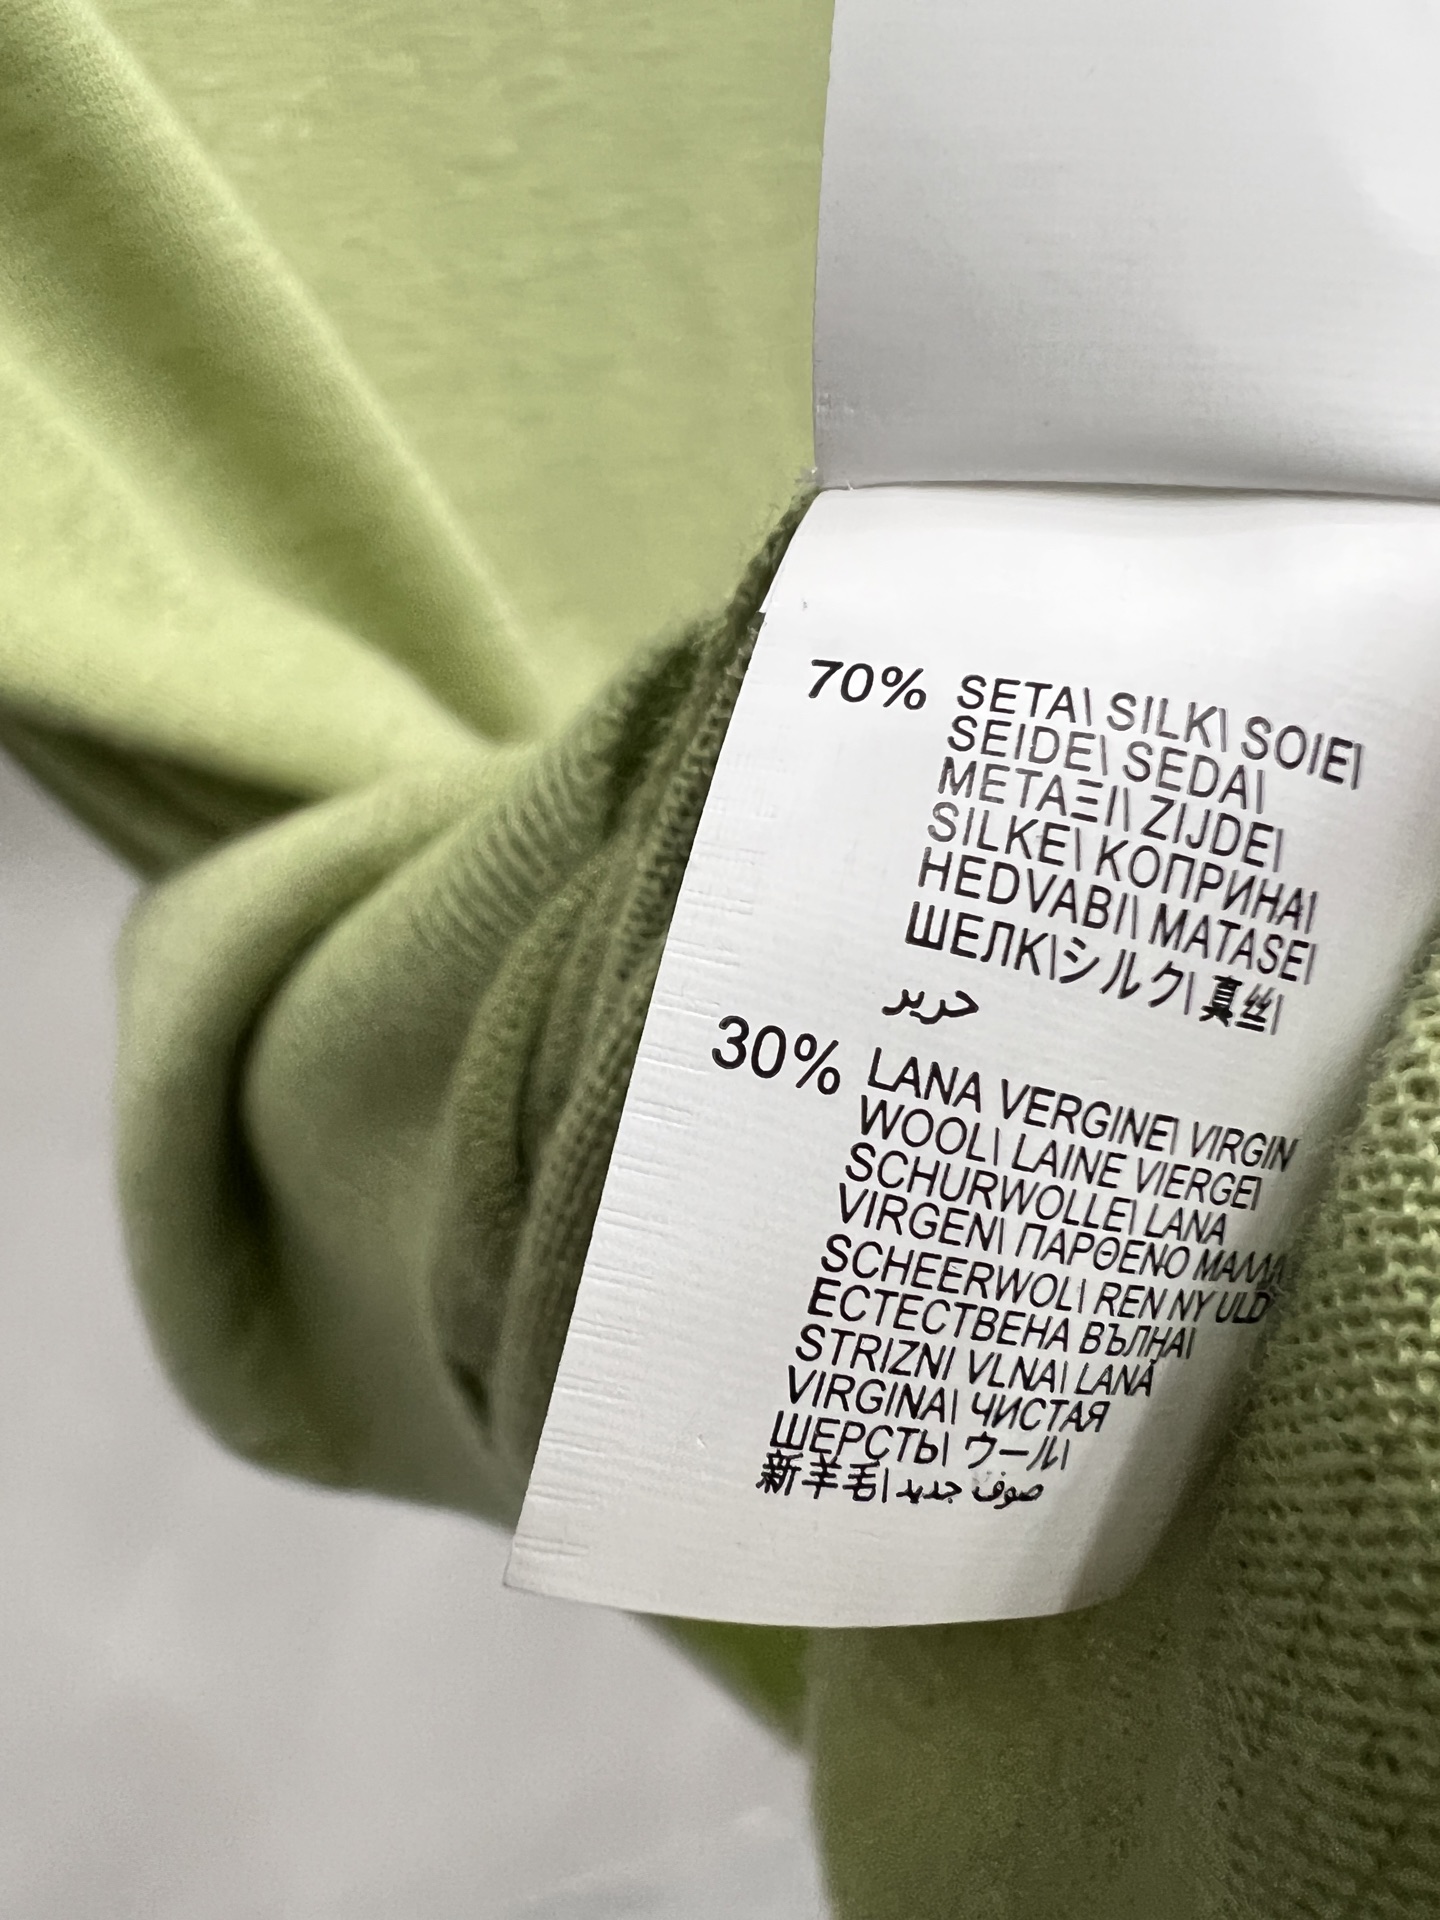 70% SETA\ SILK\ SOIE\
SEIDE\ SEDA\
ΜΕΤΑΞΙ\ ZIJDE\
SILKE\ КОПРИНА\
HEDVABI\ MATASE\
ШЕЛК\シルク\ 真丝\
حرير
30% LANA VERGINE\ VIRGIN
WOOL\ LAINE VIERGE\
SCHURWOLLE\ LANA
VIRGEN\ ΠΑΡΘΕΝΟ
SCHEERWOL\ REN NY ULD
ЕСТЕСТВЕНА ВЪЛНА\
STRIZNI VLNA\ LANĂ
VIRGINA\ ЧИСТАЯ
ШЕРСТЬ\ ウール\
新羊毛\ صوف جديد